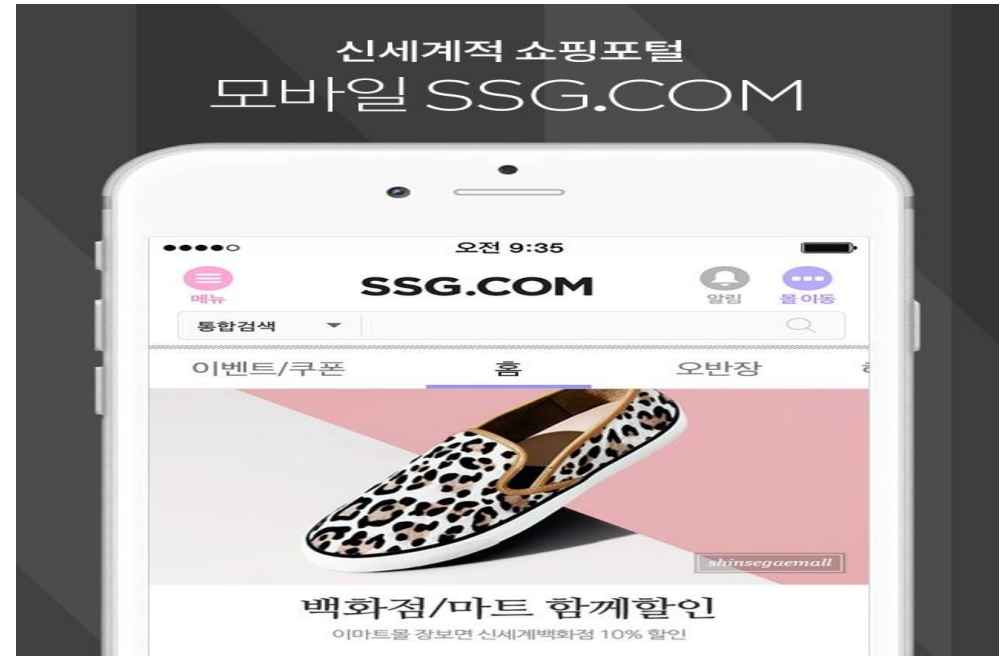 신세계적 쇼핑포털
모바일 SSG.COM
오전 9:35
메뉴
SSG.COM
알림
몰이동
통합검색
이벤트/쿠폰 홈 오반장
shinsegaemall
백화점/마트 함께할인
이마트몰 장보면 신세계백화점 10% 할인